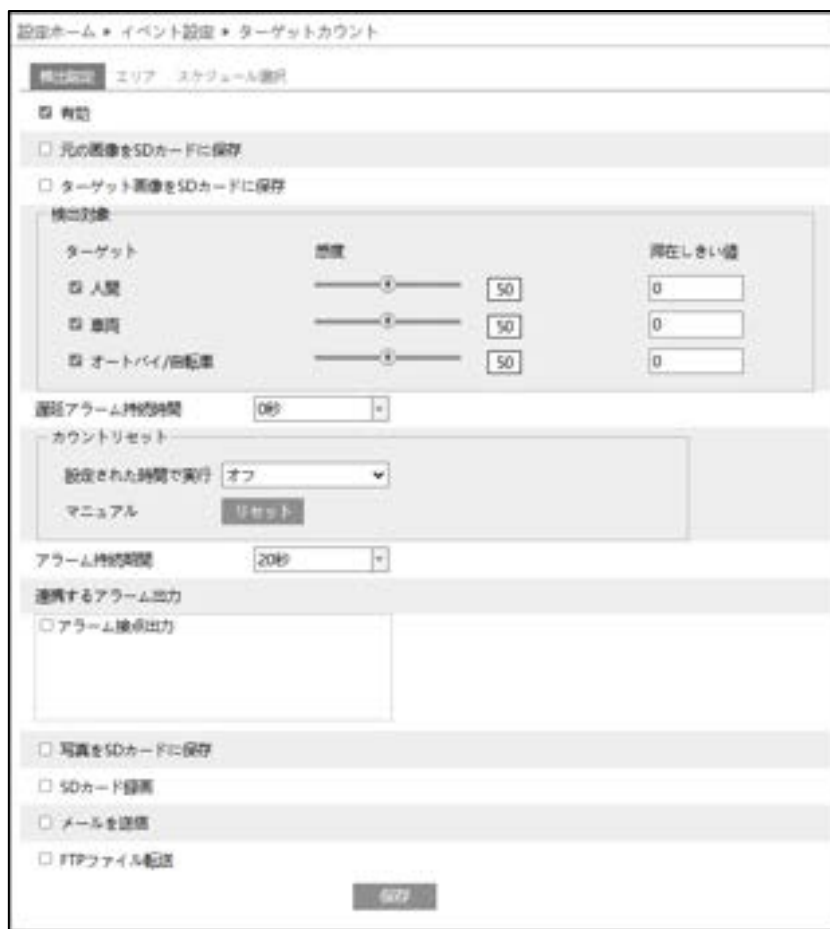 設定ホーム ▸ イベント設定 ▸ ターゲットカウント
検出設定 エリア スケジュール選択
有効
元の画像をSDカードに保存
ターゲット画像をSDカードに保存
検出対象
ターゲット 感度 滞在しきい値
人間 50 0
車両 50 0
オートバイ/自転車 50 0
遅延アラーム持続時間 0秒
カウントリセット
設定された時間で実行 オフ
マニュアル リセット
アラーム持続期間 20秒
連携するアラーム出力
アラーム接点出力
写真をSDカードに保存
SDカード録画
メールを送信
FTPファイル転送
保存